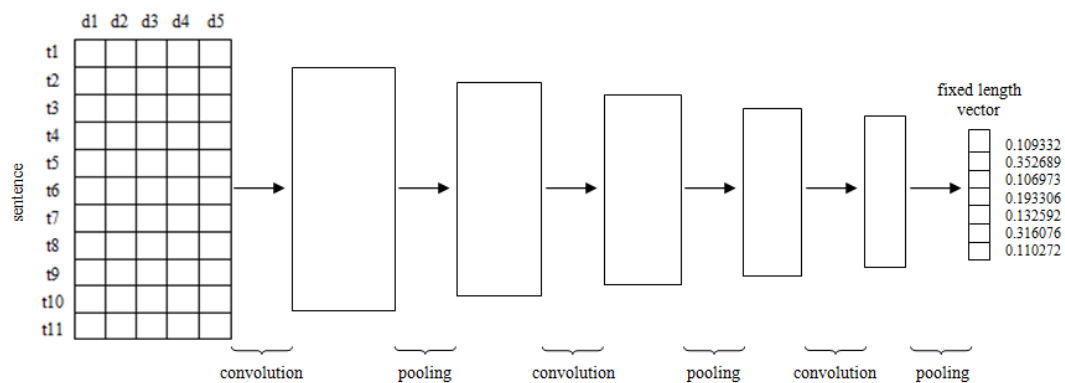 d1 d2 d3 d4 d5
t1
t2
t3
t4
t5
t6
t7
t8
t9
t10
t11
sentence
fixed length
vector
0.109332
0.352689
0.106973
0.193306
0.132592
0.316076
0.110272
convolution pooling convolution pooling convolution pooling